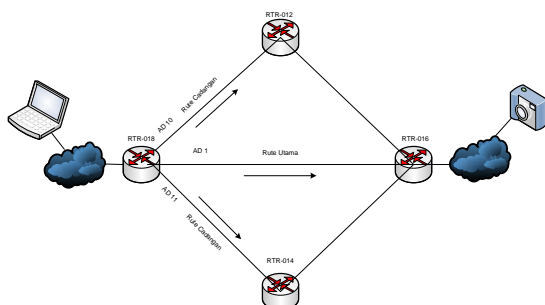 RTR-012
AD 10
Rute Cadangan
RTR-018
AD 1
Rute Utama
RTR-016
AD 11
Rute Cadangan
RTR-014